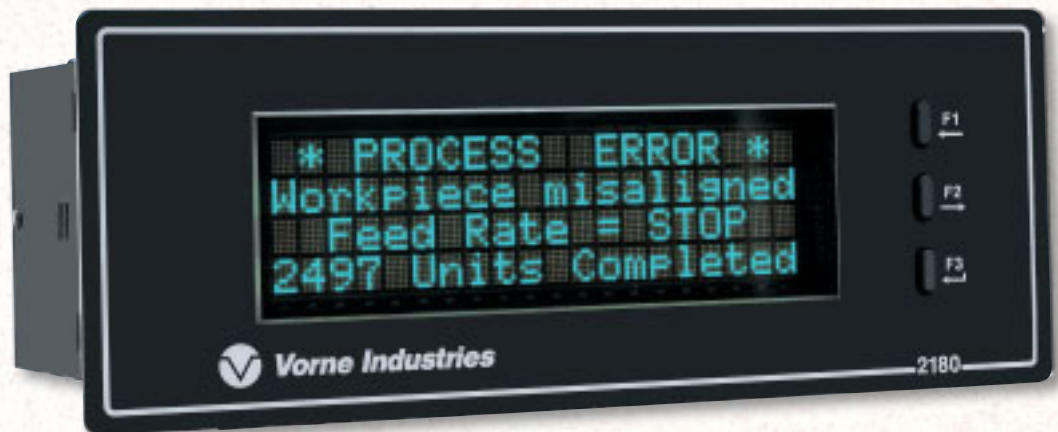 * PROCESS ERROR *
Workpiece misaligned
Feed Rate = STOP
2497 Units Completed
F1
F2
F3
Vorne Industries
2180